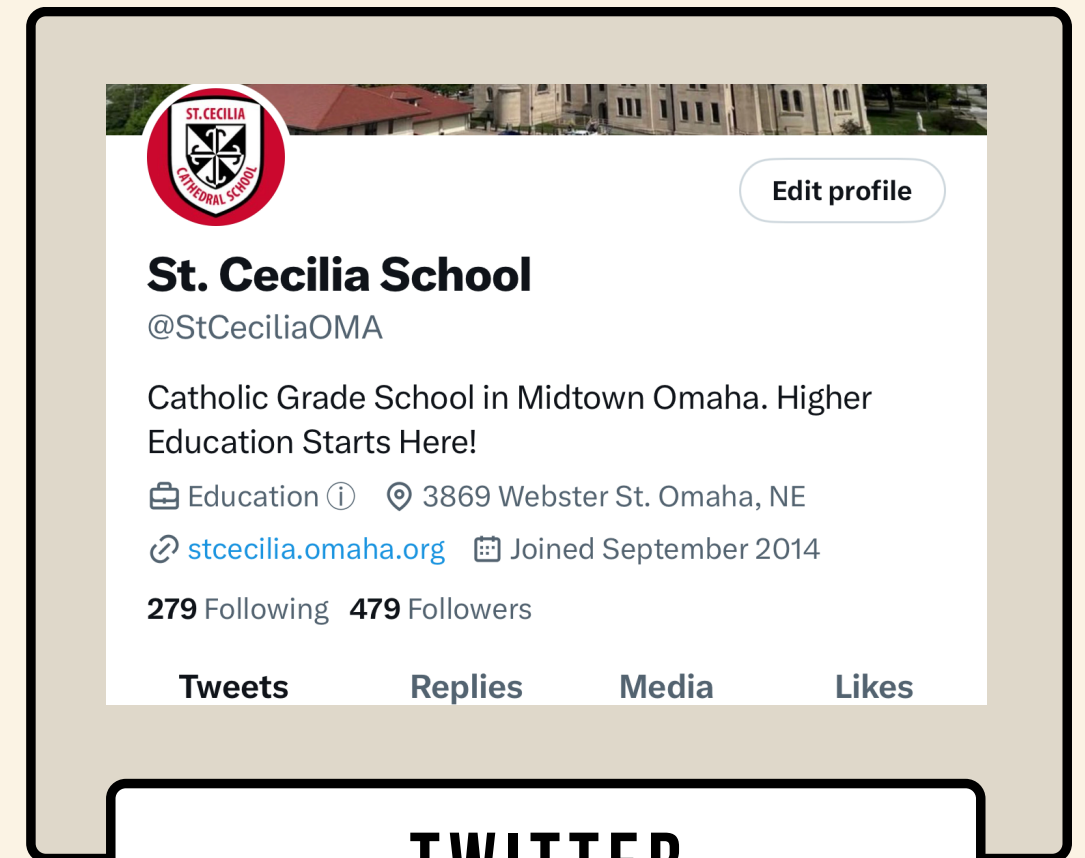 ST.CECILIA
CATHEDRAL SCHOOL
Edit profile
St. Cecilia School
@StCeciliaOMA
Catholic Grade School in Midtown Omaha. Higher
Education Starts Here!
Education 3869 Webster St. Omaha, NE
stcecilia.omaha.org Joined September 2014
279 Following 479 Followers
Tweets Replies Media Likes
TWITTER